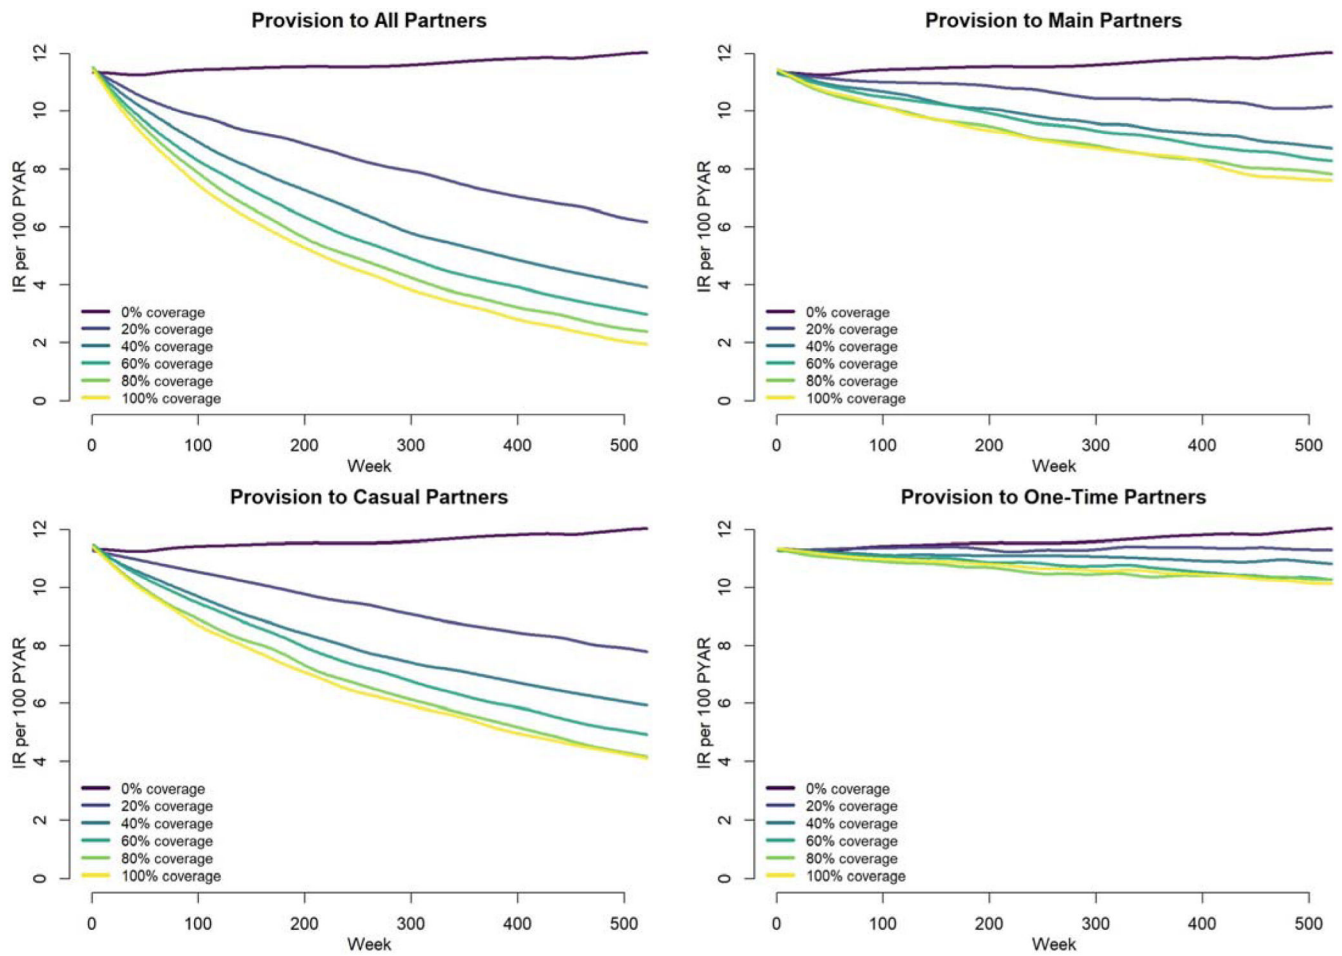 Provision to All Partners
IR per 100 PYAR
12
10
8
6
4
2
0
0% coverage
20% coverage
40% coverage
60% coverage
80% coverage
100% coverage
0 100 200 300 400 500
Week
Provision to Main Partners
IR per 100 PYAR
12
10
8
6
4
2
0
0% coverage
20% coverage
40% coverage
60% coverage
80% coverage
100% coverage
0 100 200 300 400 500
Week
Provision to Casual Partners
IR per 100 PYAR
12
10
8
6
4
2
0
0% coverage
20% coverage
40% coverage
60% coverage
80% coverage
100% coverage
0 100 200 300 400 500
Week
Provision to One-Time Partners
IR per 100 PYAR
12
10
8
6
4
2
0
0% coverage
20% coverage
40% coverage
60% coverage
80% coverage
100% coverage
0 100 200 300 400 500
Week